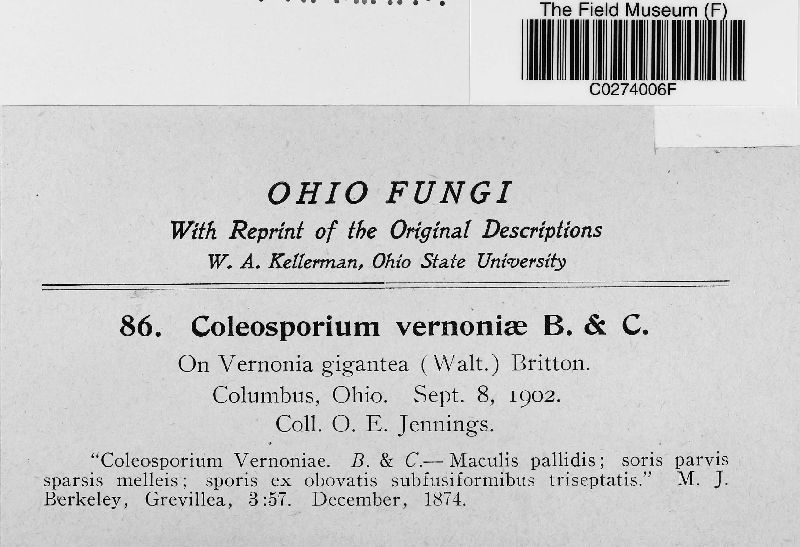 The Field Museum (F)
C0274006F
OHIO FUNGI
With Reprint of the Original Descriptions
W. A. Kellerman, Ohio State University
86. Coleosporium vernoniæ B. & C.
On Vernonia gigantea (Walt.) Britton.
Columbus, Ohio. Sept. 8, 1902.
Coll. O. E. Jennings.
“Coleosporium Vernoniae. B. & C.— Maculis pallidis; soris parvis
sparsis melleis; sporis ex obovatis subfusiformibus triseptatis.” M. J.
Berkeley, Grevillea, 3:57. December, 1874.